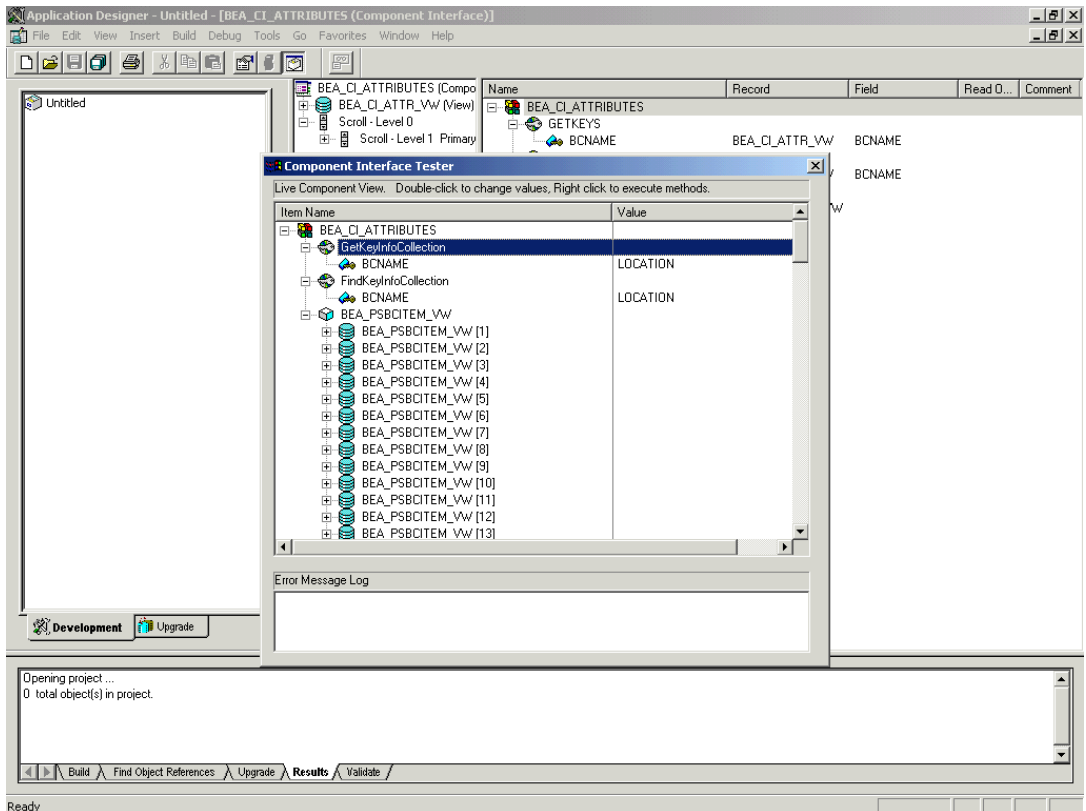 Application Designer - Untitled - [BEA_CI_ATTRIBUTES (Component Interface)]
File Edit View Insert Build Debug Tools Go Favorites Window Help
Untitled
BEA_CI_ATTRIBUTES (Compo
BEA_CI_ATTR_VW (View)
Scroll - Level 0
Scroll - Level 1 Primary
Name Record Field Read O... Comment
BEA_CI_ATTRIBUTES
GETKEYS
BCNAME BEA_CI_ATTR_VW BCNAME
BCNAME
Component Interface Tester
Live Component View. Double-click to change values, Right click to execute methods.
Item Name Value
BEA_CI_ATTRIBUTES
GetKeyInfoCollection
BCNAME LOCATION
FindKeyInfoCollection
BCNAME LOCATION
BEA_PSBCITEM_VW
BEA_PSBCITEM_VW [1]
BEA_PSBCITEM_VW [2]
BEA_PSBCITEM_VW [3]
BEA_PSBCITEM_VW [4]
BEA_PSBCITEM_VW [5]
BEA_PSBCITEM_VW [6]
BEA_PSBCITEM_VW [7]
BEA_PSBCITEM_VW [8]
BEA_PSBCITEM_VW [9]
BEA_PSBCITEM_VW [10]
BEA_PSBCITEM_VW [11]
BEA_PSBCITEM_VW [12]
BEA_PSBCITEM_VW [13]
Error Message Log
Development Upgrade
Opening project ...
0 total object(s) in project.
Build Find Object References Upgrade Results Validate
Ready